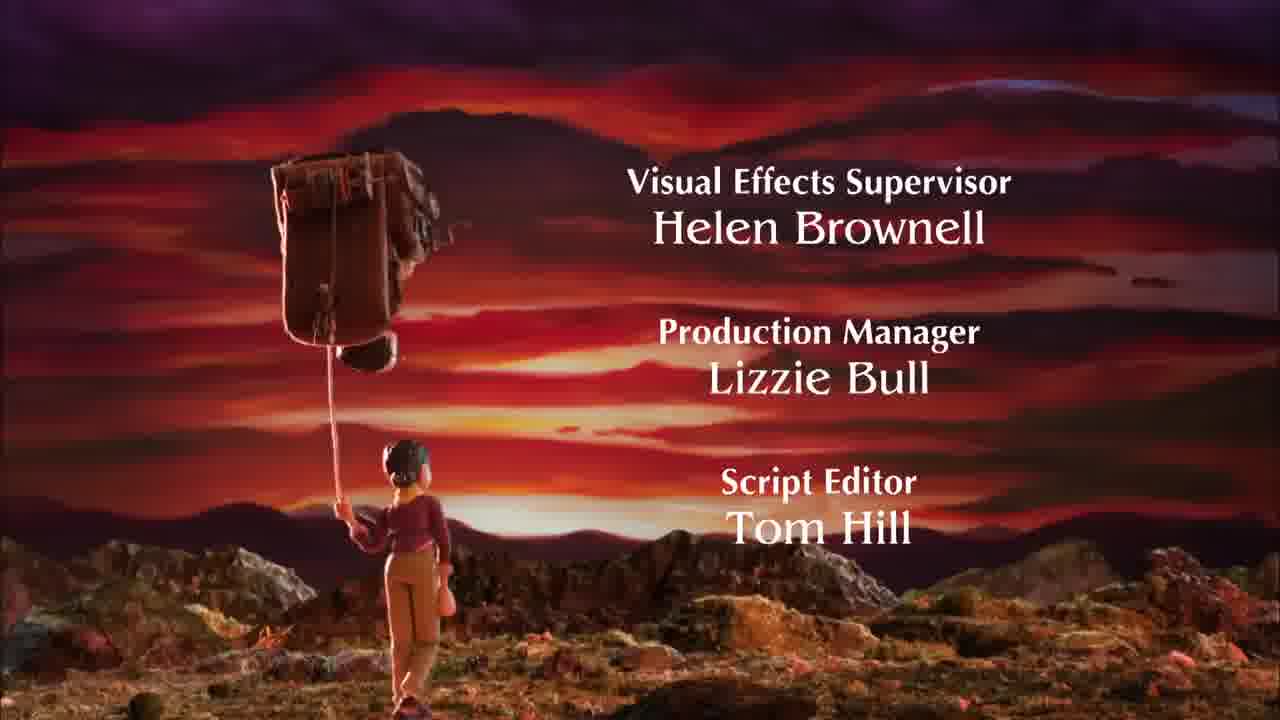 Visual Effects Supervisor
Helen Brownell
Production Manager
Lizzie Bull
Script Editor
Tom Hill